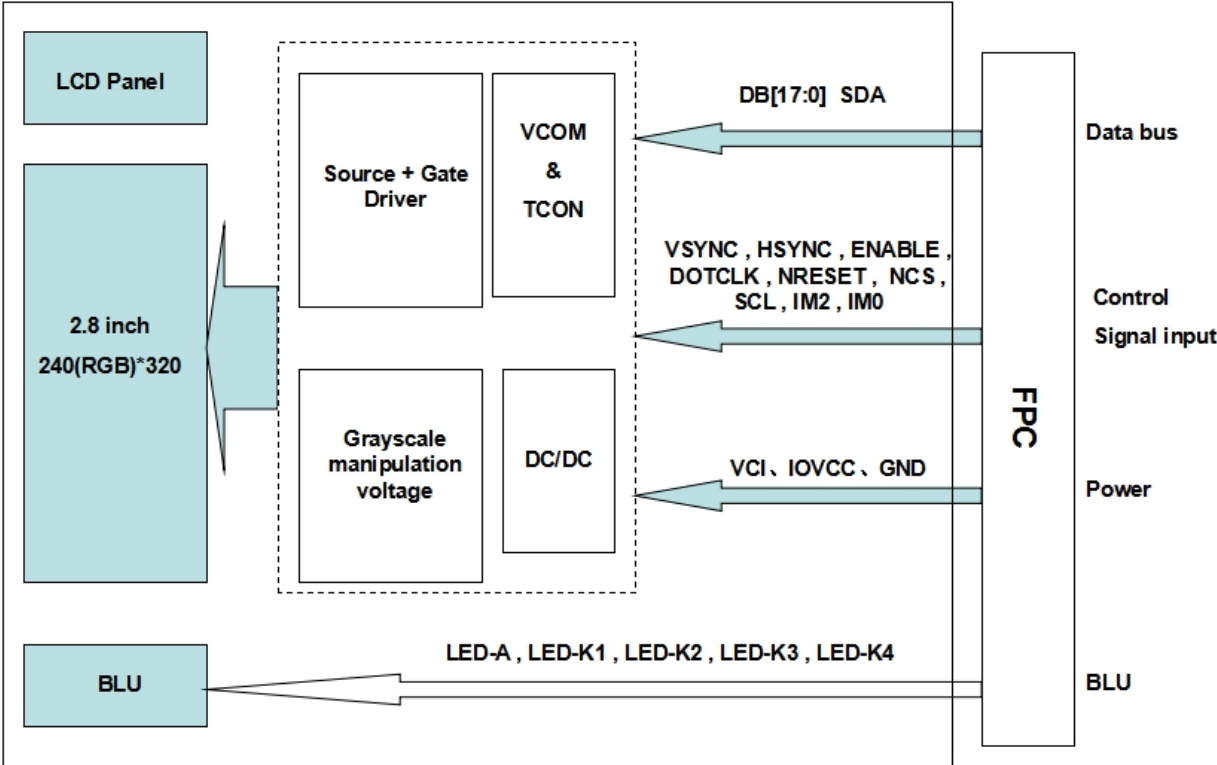 LCD Panel
2.8 inch
240(RGB)*320
BLU
Source + Gate
Driver
VCOM
&
TCON
Grayscale
manipulation
voltage
DC/DC
DB[17:0]  SDA
VSYNC , HSYNC , ENABLE ,
DOTCLK , NRESET ,  NCS ,
SCL , IM2 , IM0
VCI、IOVCC、GND
LED-A , LED-K1 , LED-K2 , LED-K3 , LED-K4
FPC
Data bus
Control
Signal input
Power
BLU